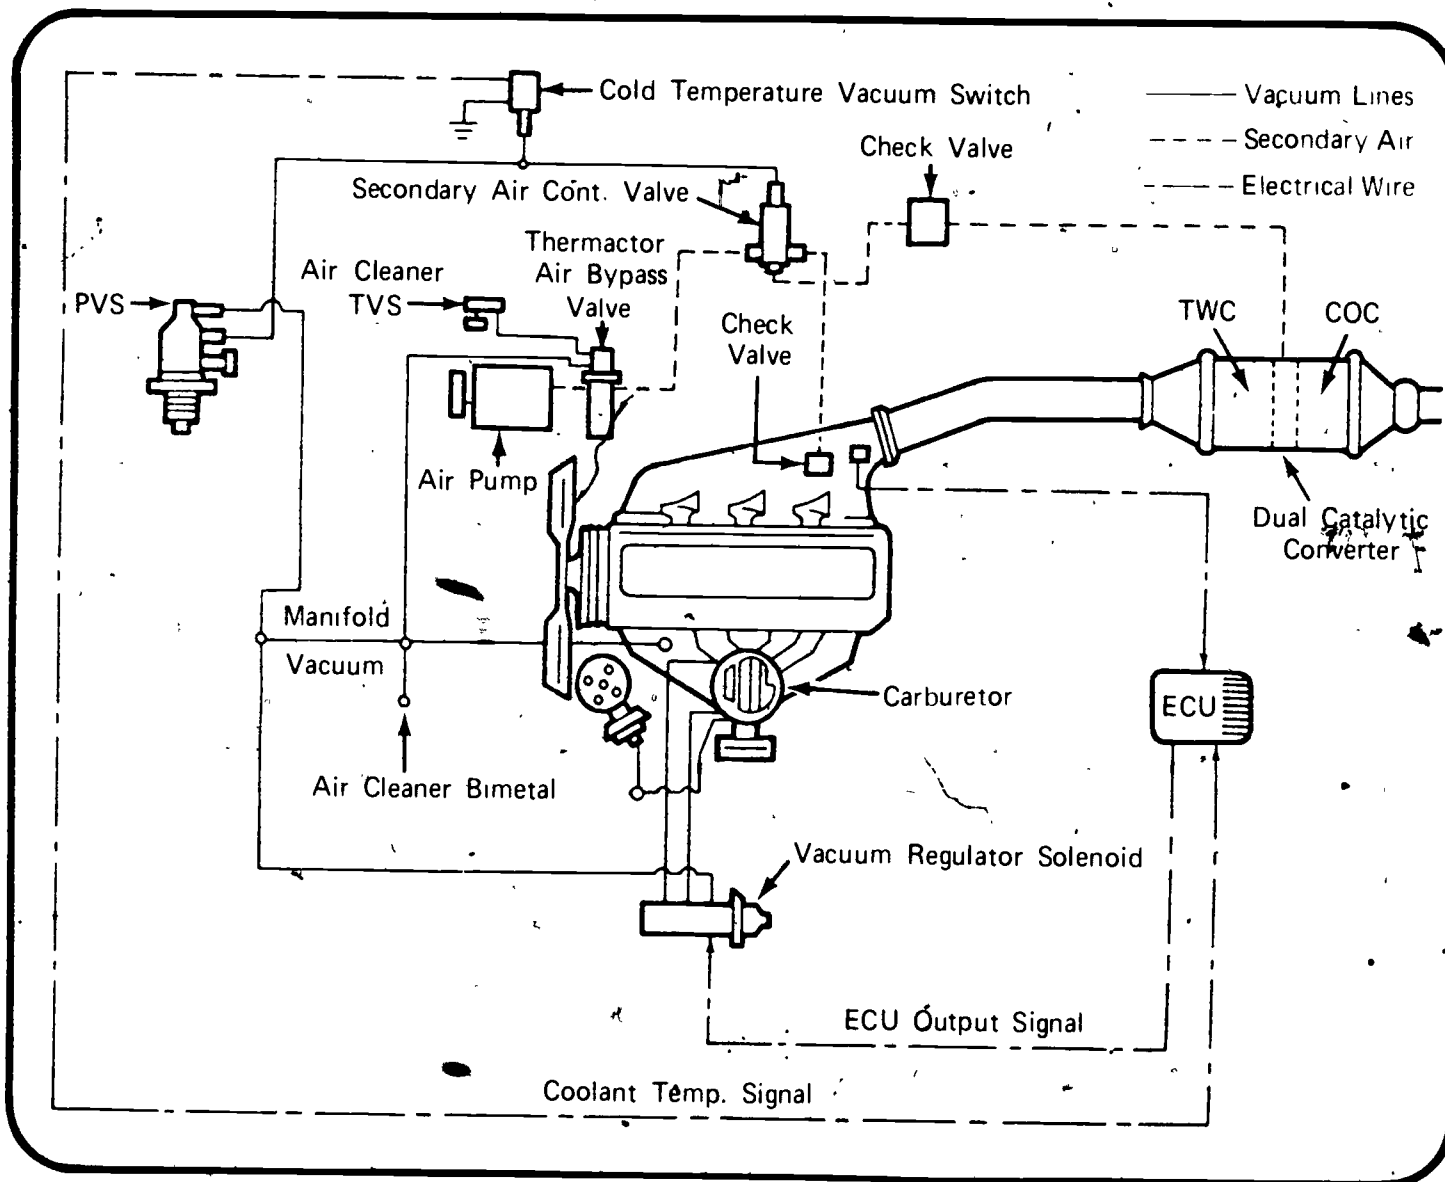 Cold Temperature Vacuum Switch
Vacuum Lines
Secondary Air
Electrical Wire
Check Valve
Secondary Air Cont. Valve
Thermactor
Air Bypass
Valve
Air Cleaner
TVS
PVS
Check
Valve
TWC
COC
Air Pump
Dual Catalytic
Converter
Manifold
Vacuum
Carburetor
ECU
Air Cleaner Bimetal
Vacuum Regulator Solenoid
ECU Output Signal
Coolant Temp. Signal